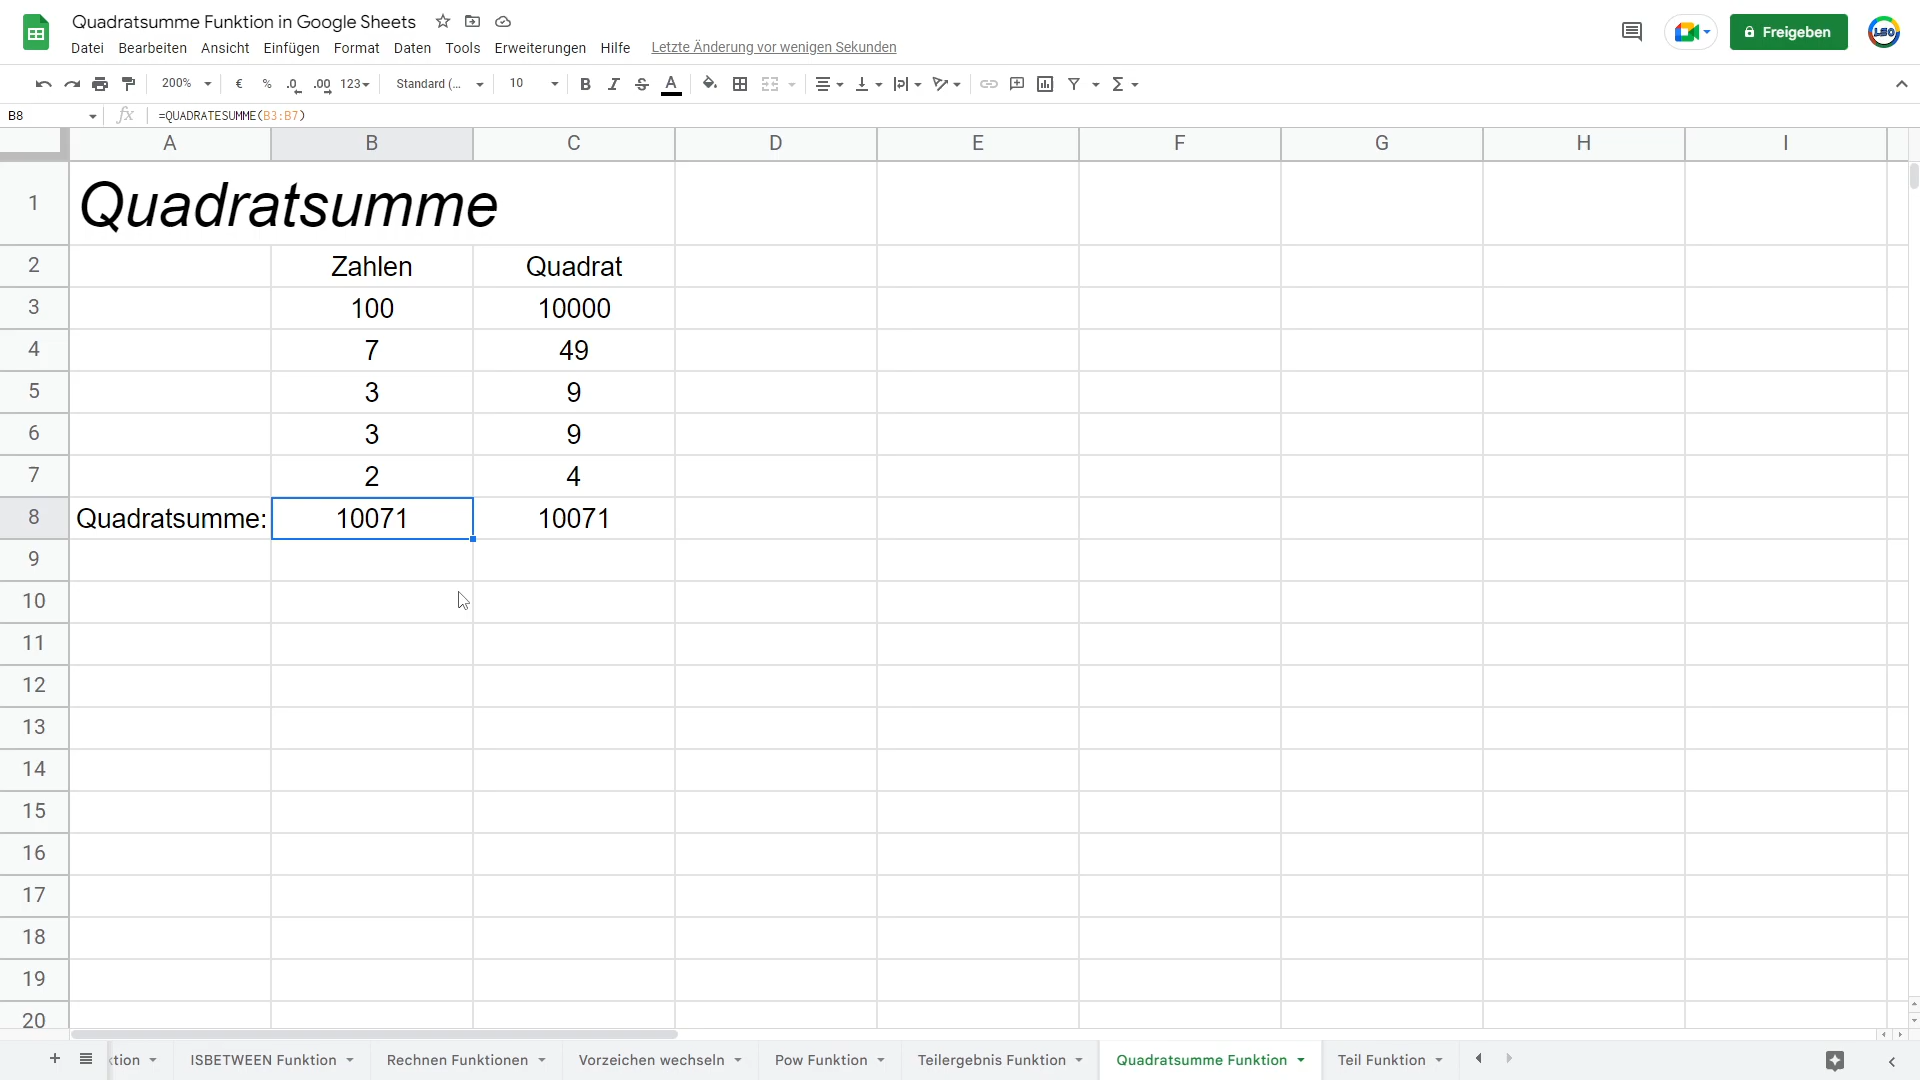 Quadratsumme Funktion in Google Sheets
Datei Bearbeiten Ansicht Einfügen Format Daten Tools Erweiterungen Hilfe Letzte Änderung vor wenigen Sekunden
Freigeben
LSO
200% € % .0 .00 123 Standard (... 10 B I S A
B8 fx =QUADRATESUMME(B3:B7)
A B C D E F G H I
1 Quadratsumme
2 Zahlen Quadrat
3 100 10000
4 7 49
5 3 9
6 3 9
7 2 4
8 Quadratsumme: 10071 10071
9
10
11
12
13
14
15
16
17
18
19
20
ktion ISBETWEEN Funktion Rechnen Funktionen Vorzeichen wechseln Pow Funktion Teilergebnis Funktion Quadratsumme Funktion Teil Funktion